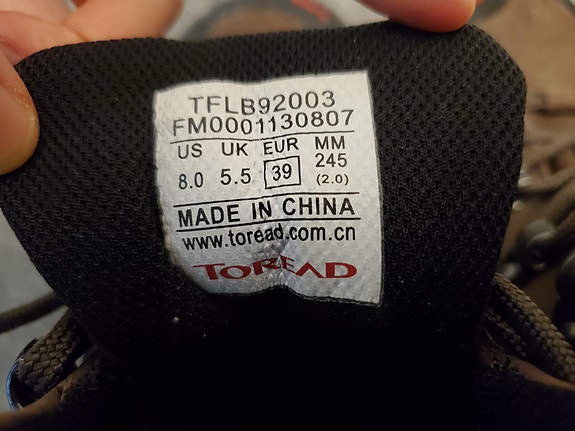 TFLB92003
FM0001130807
US UK EUR MM
8.0 5.5 39 245
(2.0)
MADE IN CHINA
www.toread.com.cn
TOREAD